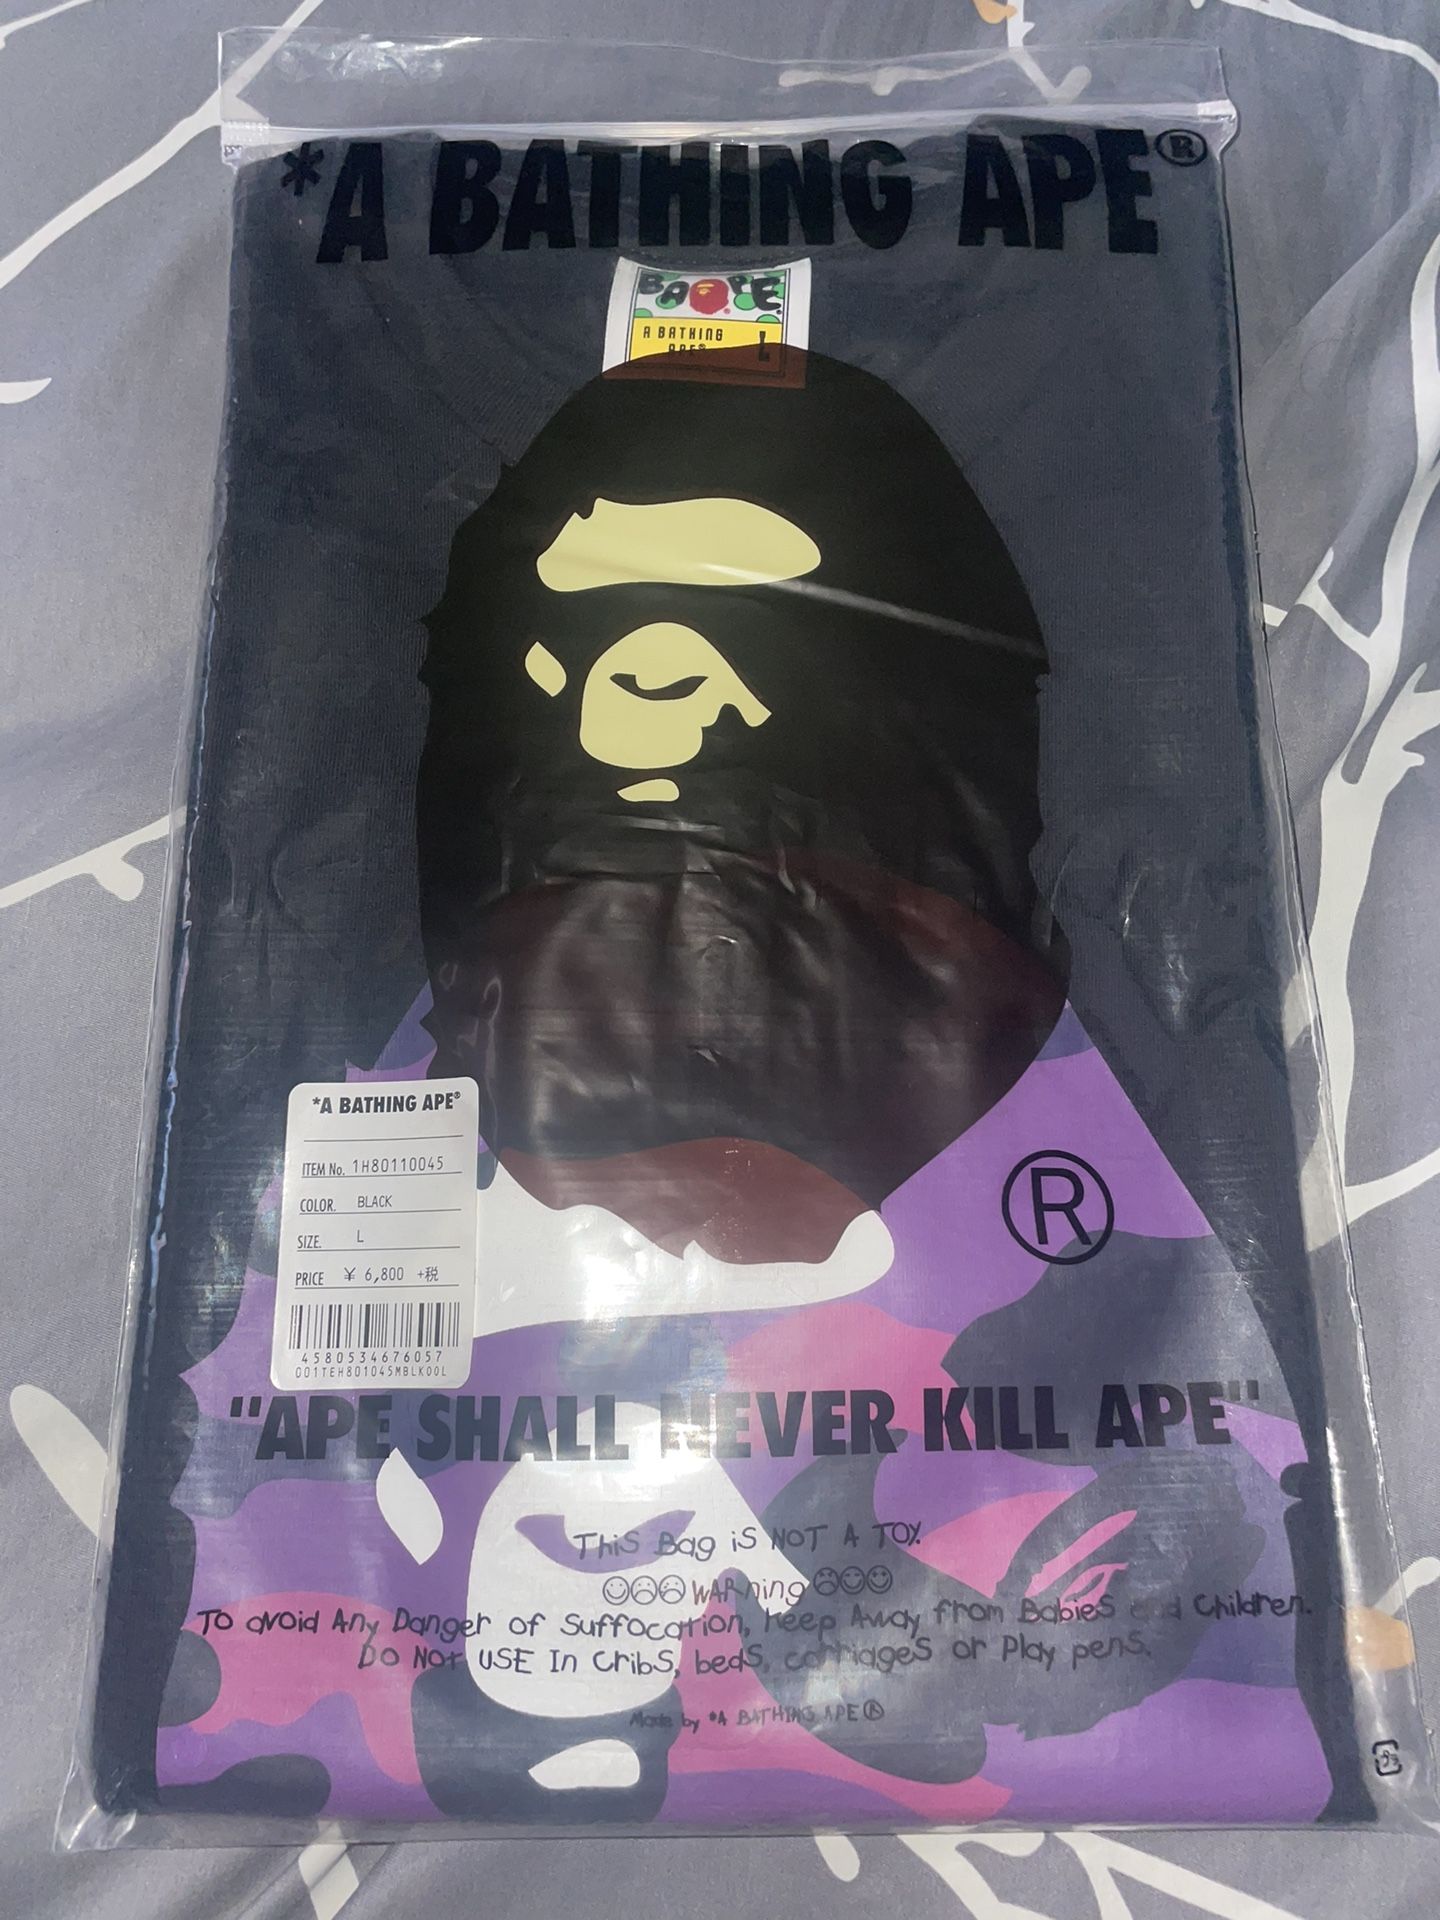 *A BATHING APE®
BAPE
A BATHING
APE®
L
*A BATHING APE®
ITEM No. 1H80110045
COLOR. BLACK
SIZE. L
PRICE ¥ 6,800 +税
4580534676057
001TEH801045MBLK00L
®
"APE SHALL NEVER KILL APE"
THiS Bag iS NOT A TOY.
WARning
TO avoid Any Danger of Suffocation, Keep Away from BabieS and Children.
DO NOT USE In CribS, bedS, carriageS or Play penS.
Made by *A BATHING APE®